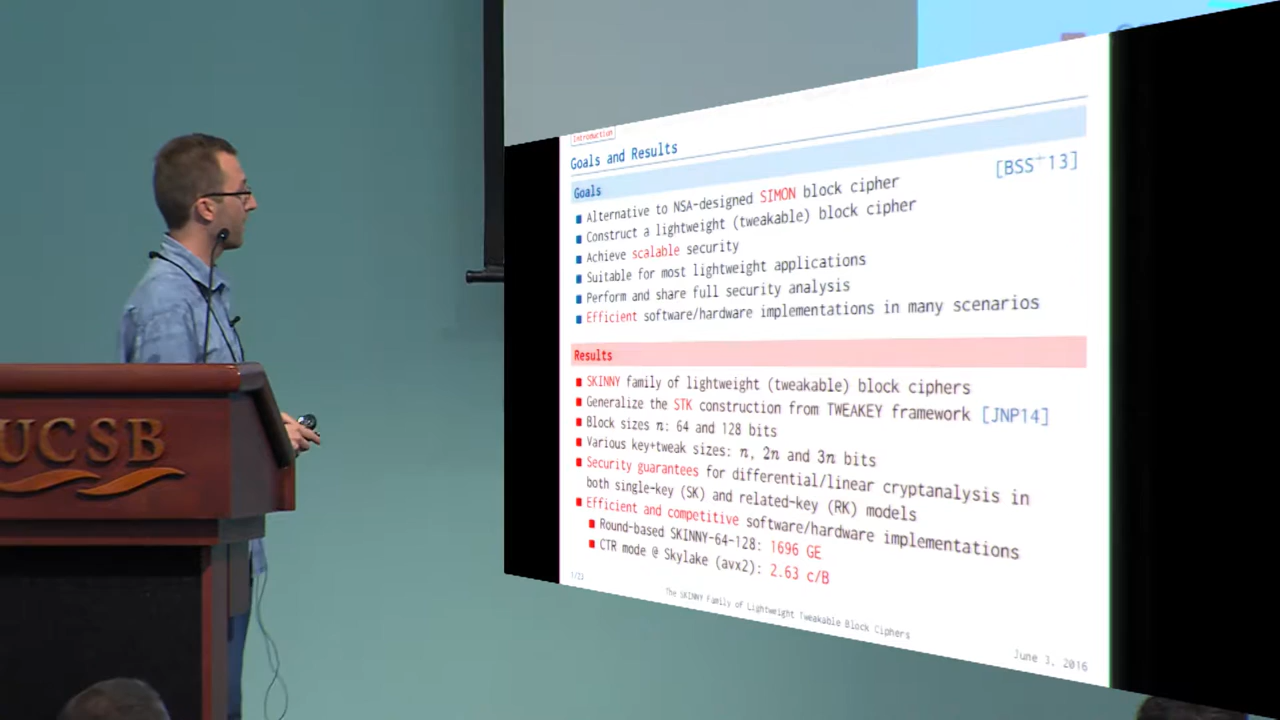 Introduction
Goals and Results
Goals
Alternative to NSA-designed SIMON block cipher [BSS+13]
Construct a lightweight (tweakable) block cipher
Achieve scalable security
Suitable for most lightweight applications
Perform and share full security analysis
Efficient software/hardware implementations in many scenarios
Results
SKINNY family of lightweight (tweakable) block ciphers
Generalize the STK construction from TWEAKEY framework [JNP14]
Block sizes n: 64 and 128 bits
Various key+tweak sizes: n, 2n and 3n bits
Security guarantees for differential/linear cryptanalysis in
both single-key (SK) and related-key (RK) models
Efficient and competitive software/hardware implementations
Round-based SKINNY-64-128: 1696 GE
CTR mode @ Skylake (avx2): 2.63 c/B
The SKINNY Family of Lightweight Tweakable Block Ciphers
June 3, 2016
UCSB